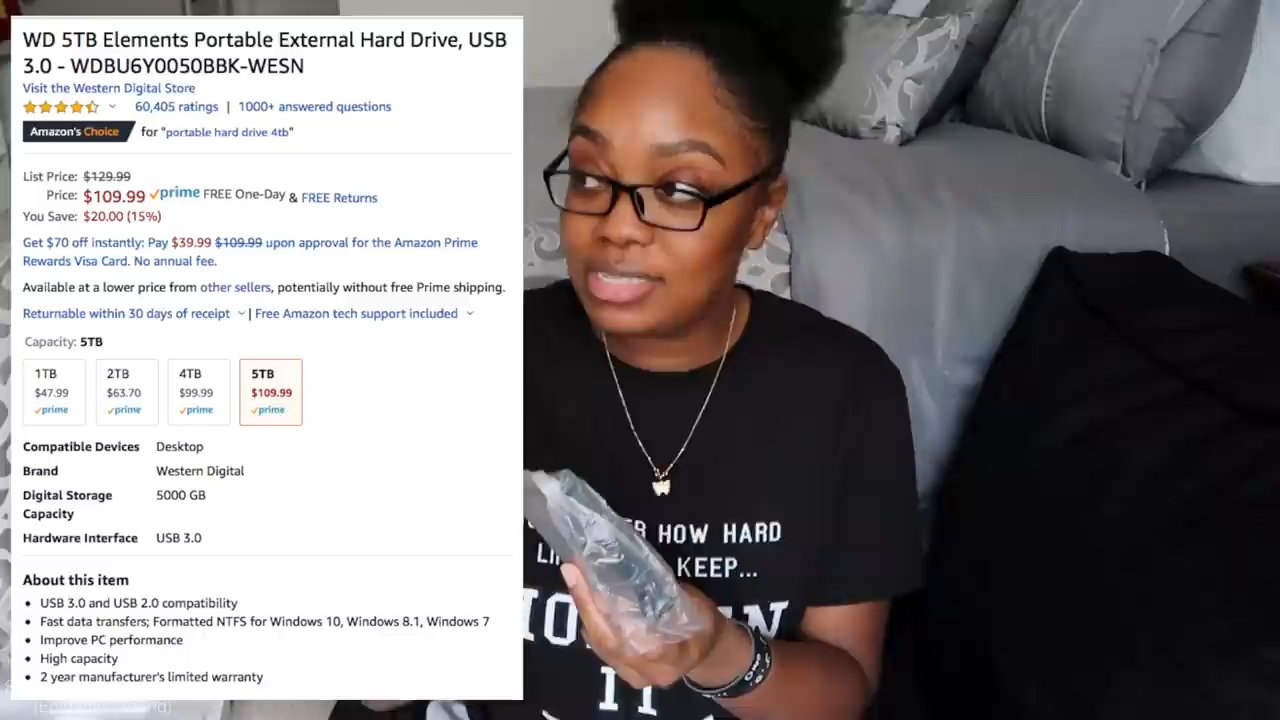 WD 5TB Elements Portable External Hard Drive, USB
3.0 - WDBU6Y0050BBK-WESN
Visit the Western Digital Store
60,405 ratings | 1000+ answered questions
Amazon's Choice for "portable hard drive 4tb"
List Price: $129.99
Price: $109.99 prime FREE One-Day & FREE Returns
You Save: $20.00 (15%)
Get $70 off instantly: Pay $39.99 $109.99 upon approval for the Amazon Prime
Rewards Visa Card. No annual fee.
Available at a lower price from other sellers, potentially without free Prime shipping.
Returnable within 30 days of receipt | Free Amazon tech support included
Capacity: 5TB
1TB 2TB 4TB 5TB
$47.99 $63.70 $99.99 $109.99
prime prime prime prime
Compatible Devices Desktop
Brand Western Digital
Digital Storage 5000 GB
Capacity
Hardware Interface USB 3.0
About this item
• USB 3.0 and USB 2.0 compatibility
• Fast data transfers; Formatted NTFS for Windows 10, Windows 8.1, Windows 7
• Improve PC performance
• High capacity
• 2 year manufacturer's limited warranty
HOW HARD
KEEP...
IT